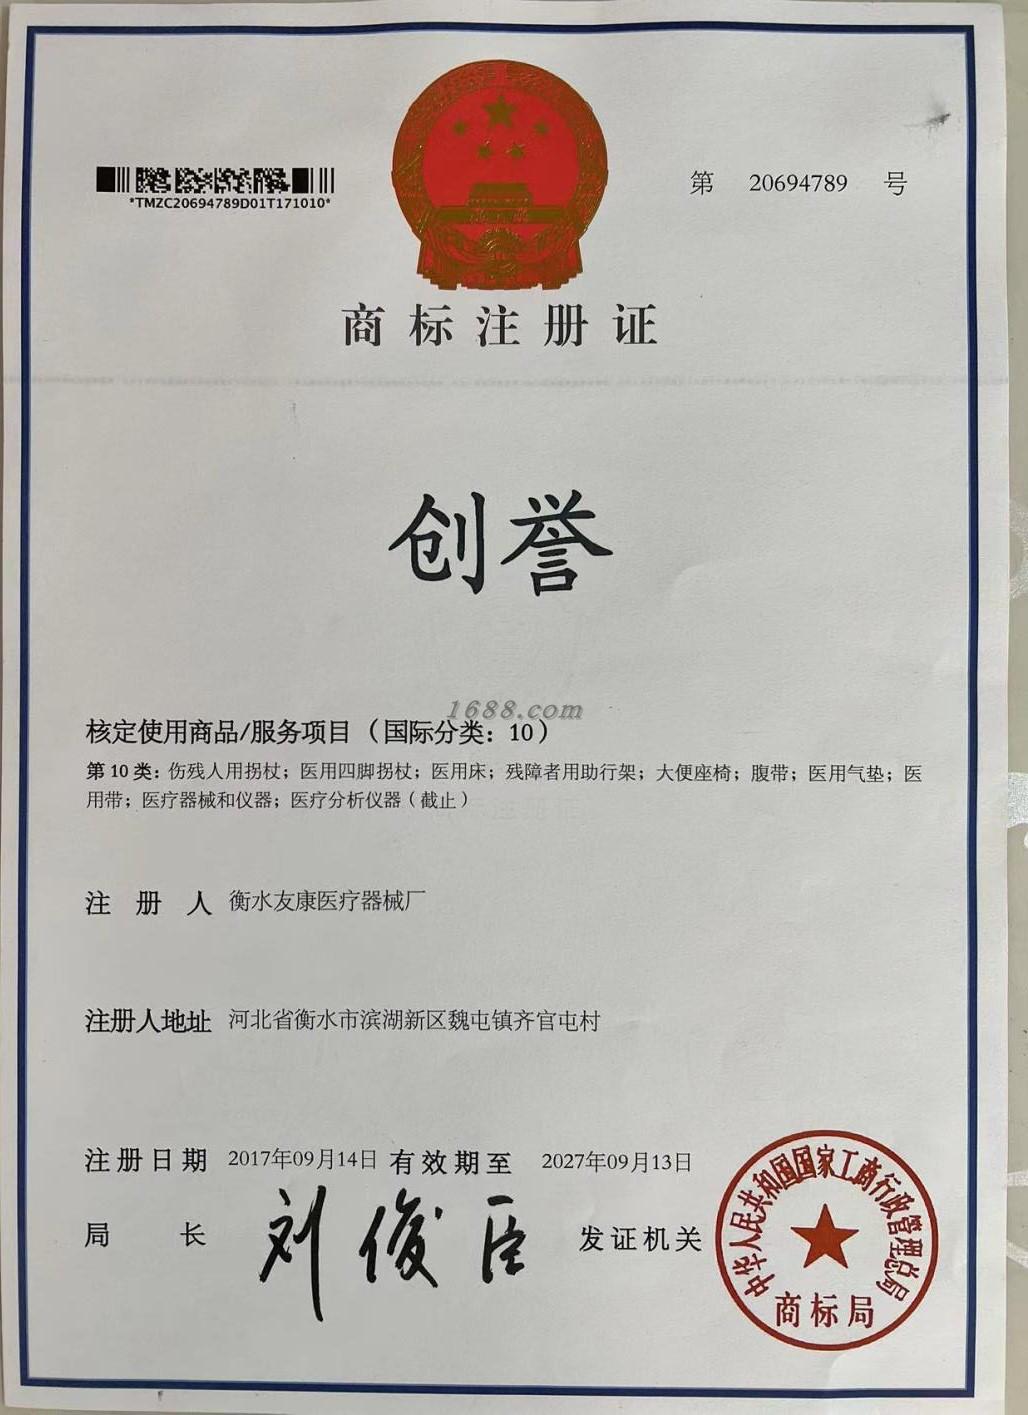 *TMZC20694789D01T171010*
第 20694789 号
商标注册证
创誉
1688.com
核定使用商品/服务项目（国际分类：10）
第10类：伤残人用拐杖；医用四脚拐杖；医用床；残障者用助行架；大便座椅；腹带；医用气垫；医
用带；医疗器械和仪器；医疗分析仪器（截止）
注册人 衡水友康医疗器械厂
注册人地址 河北省衡水市滨湖新区魏屯镇齐官屯村
注册日期 2017年09月14日 有效期至 2027年09月13日
局长 刘俊臣 发证机关
中华人民共和国国家工商行政管理总局
商标局